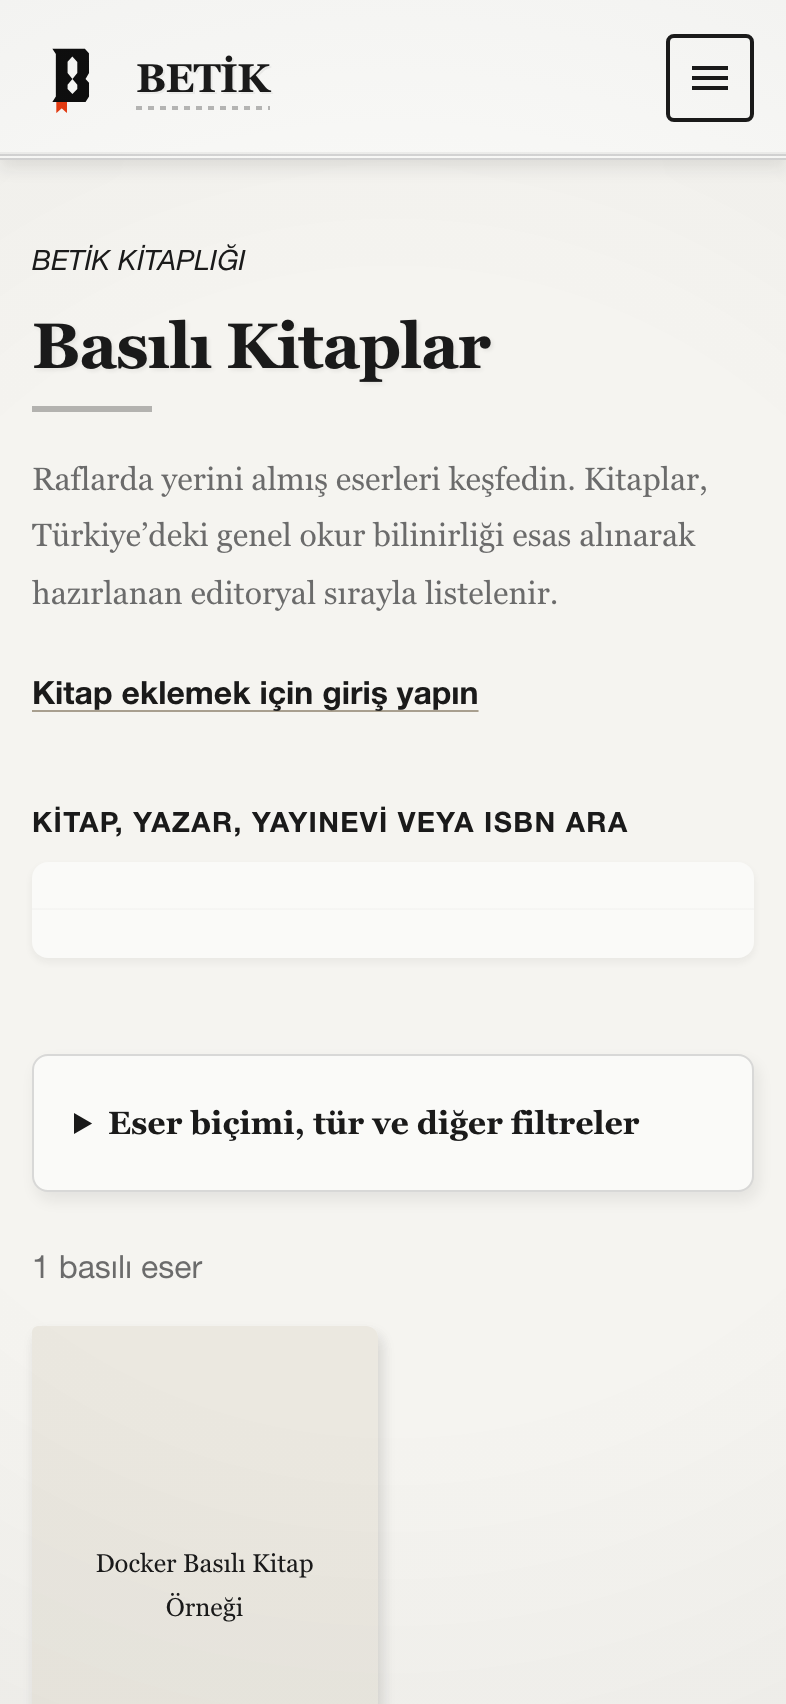 BETİK
BETİK KİTAPLIĞI
Basılı Kitaplar
Raflarda yerini almış eserleri keşfedin. Kitaplar,
Türkiye’deki genel okur bilinirliği esas alınarak
hazırlanan editoryal sırayla listelenir.
Kitap eklemek için giriş yapın
KİTAP, YAZAR, YAYINEVİ VEYA ISBN ARA
Eser biçimi, tür ve diğer filtreler
1 basılı eser
Docker Basılı Kitap
Örneği